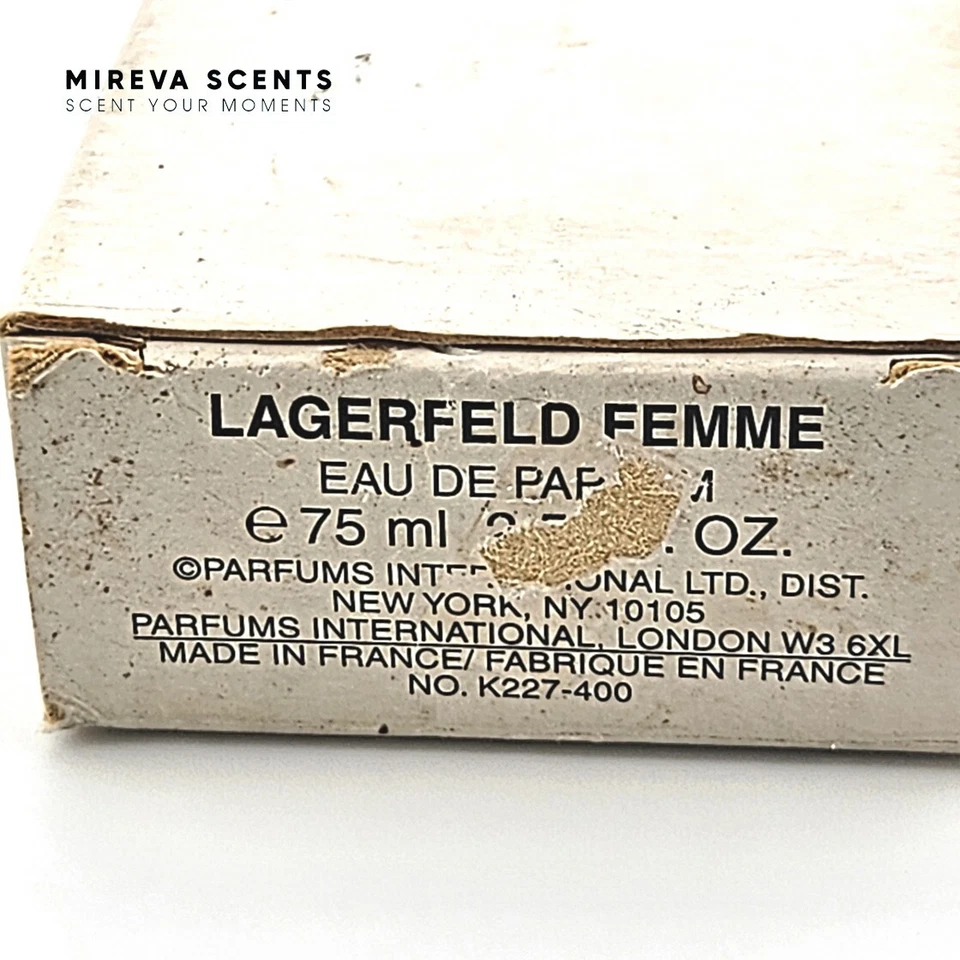 MIREVA SCENTS
SCENT YOUR MOMENTS
LAGERFELD FEMME
EAU DE
e 75 ml OZ.
©PARFUMS LTD., DIST.
NEW YORK, NY 10105
PARFUMS INTERNATIONAL, LONDON W3 6XL
MADE IN FRANCE/ FABRIQUE EN FRANCE
NO. K227-400